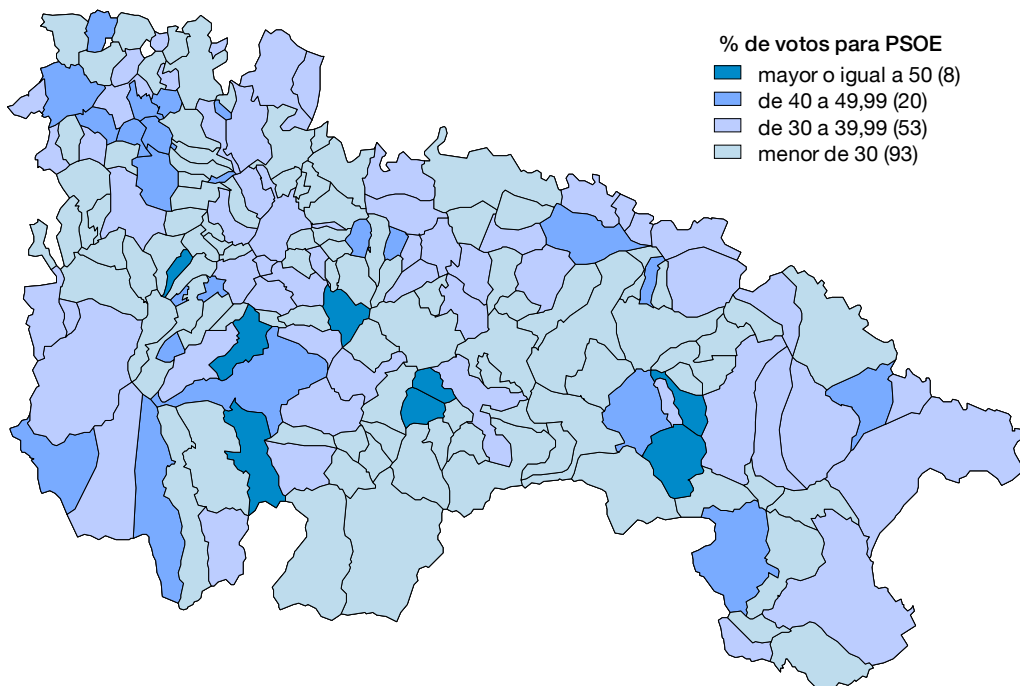 % de votos para PSOE
mayor o igual a 50 (8)
de 40 a 49,99 (20)
de 30 a 39,99 (53)
menor de 30 (93)